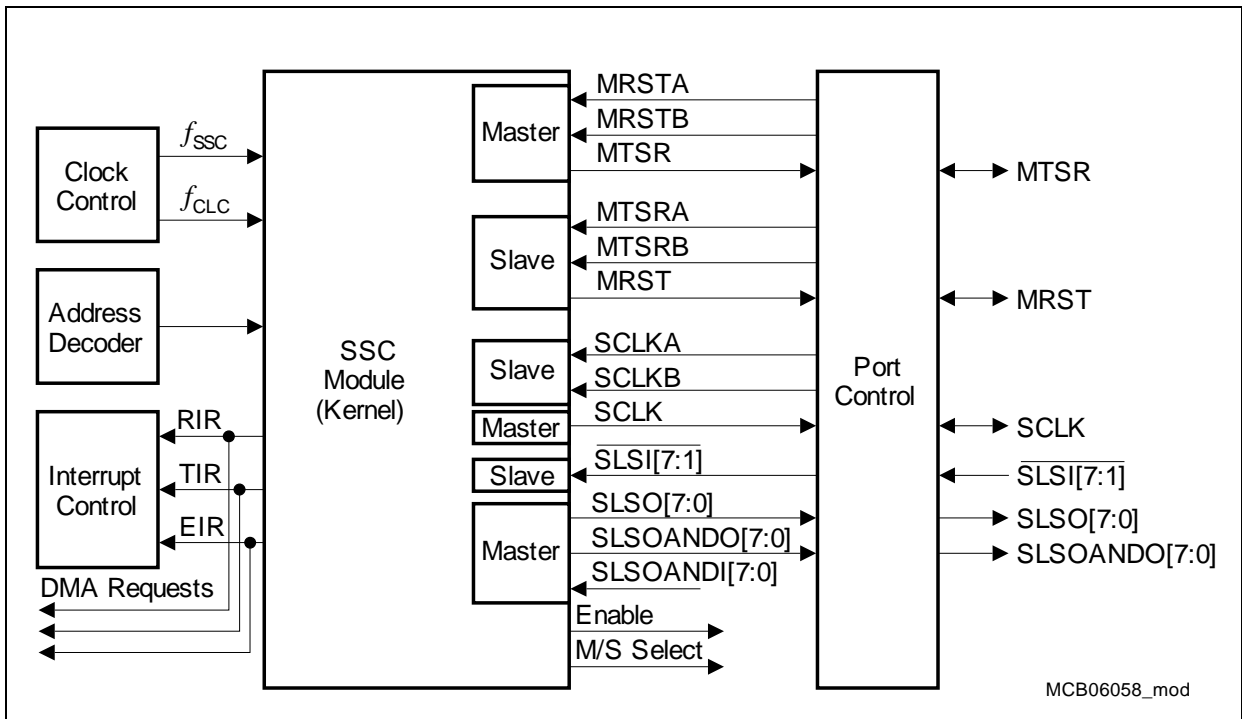 Clock
Control
fSSC
fCLC
Address
Decoder
Interrupt
Control
RIR
TIR
EIR
DMA Requests
SSC
Module
(Kernel)
Master
Slave
Slave
Master
Slave
Master
MRSTA
MRSTB
MTSR
MTSRA
MTSRB
MRST
SCLKA
SCLKB
SCLK
SLSI[7:1]
SLSO[7:0]
SLSOANDO[7:0]
SLSOANDI[7:0]
Enable
M/S Select
Port
Control
MTSR
MRST
SCLK
SLSI[7:1]
SLSO[7:0]
SLSOANDO[7:0]
MCB06058_mod